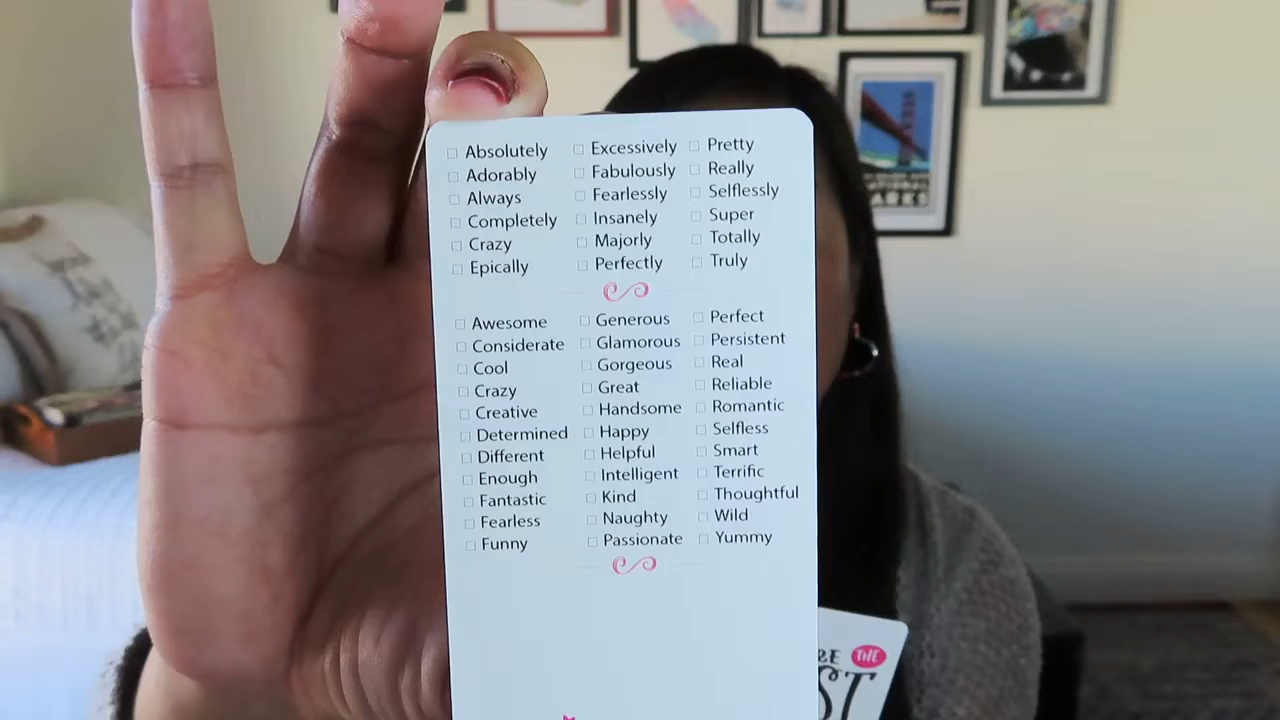 ☐ Absolutely ☐ Excessively ☐ Pretty
☐ Adorably ☐ Fabulously ☐ Really
☐ Always ☐ Fearlessly ☐ Selflessly
☐ Completely ☐ Insanely ☐ Super
☐ Crazy ☐ Majorly ☐ Totally
☐ Epically ☐ Perfectly ☐ Truly
☐ Awesome ☐ Generous ☐ Perfect
☐ Considerate ☐ Glamorous ☐ Persistent
☐ Cool ☐ Gorgeous ☐ Real
☐ Crazy ☐ Great ☐ Reliable
☐ Creative ☐ Handsome ☐ Romantic
☐ Determined ☐ Happy ☐ Selfless
☐ Different ☐ Helpful ☐ Smart
☐ Enough ☐ Intelligent ☐ Terrific
☐ Fantastic ☐ Kind ☐ Thoughtful
☐ Fearless ☐ Naughty ☐ Wild
☐ Funny ☐ Passionate ☐ Yummy
THE